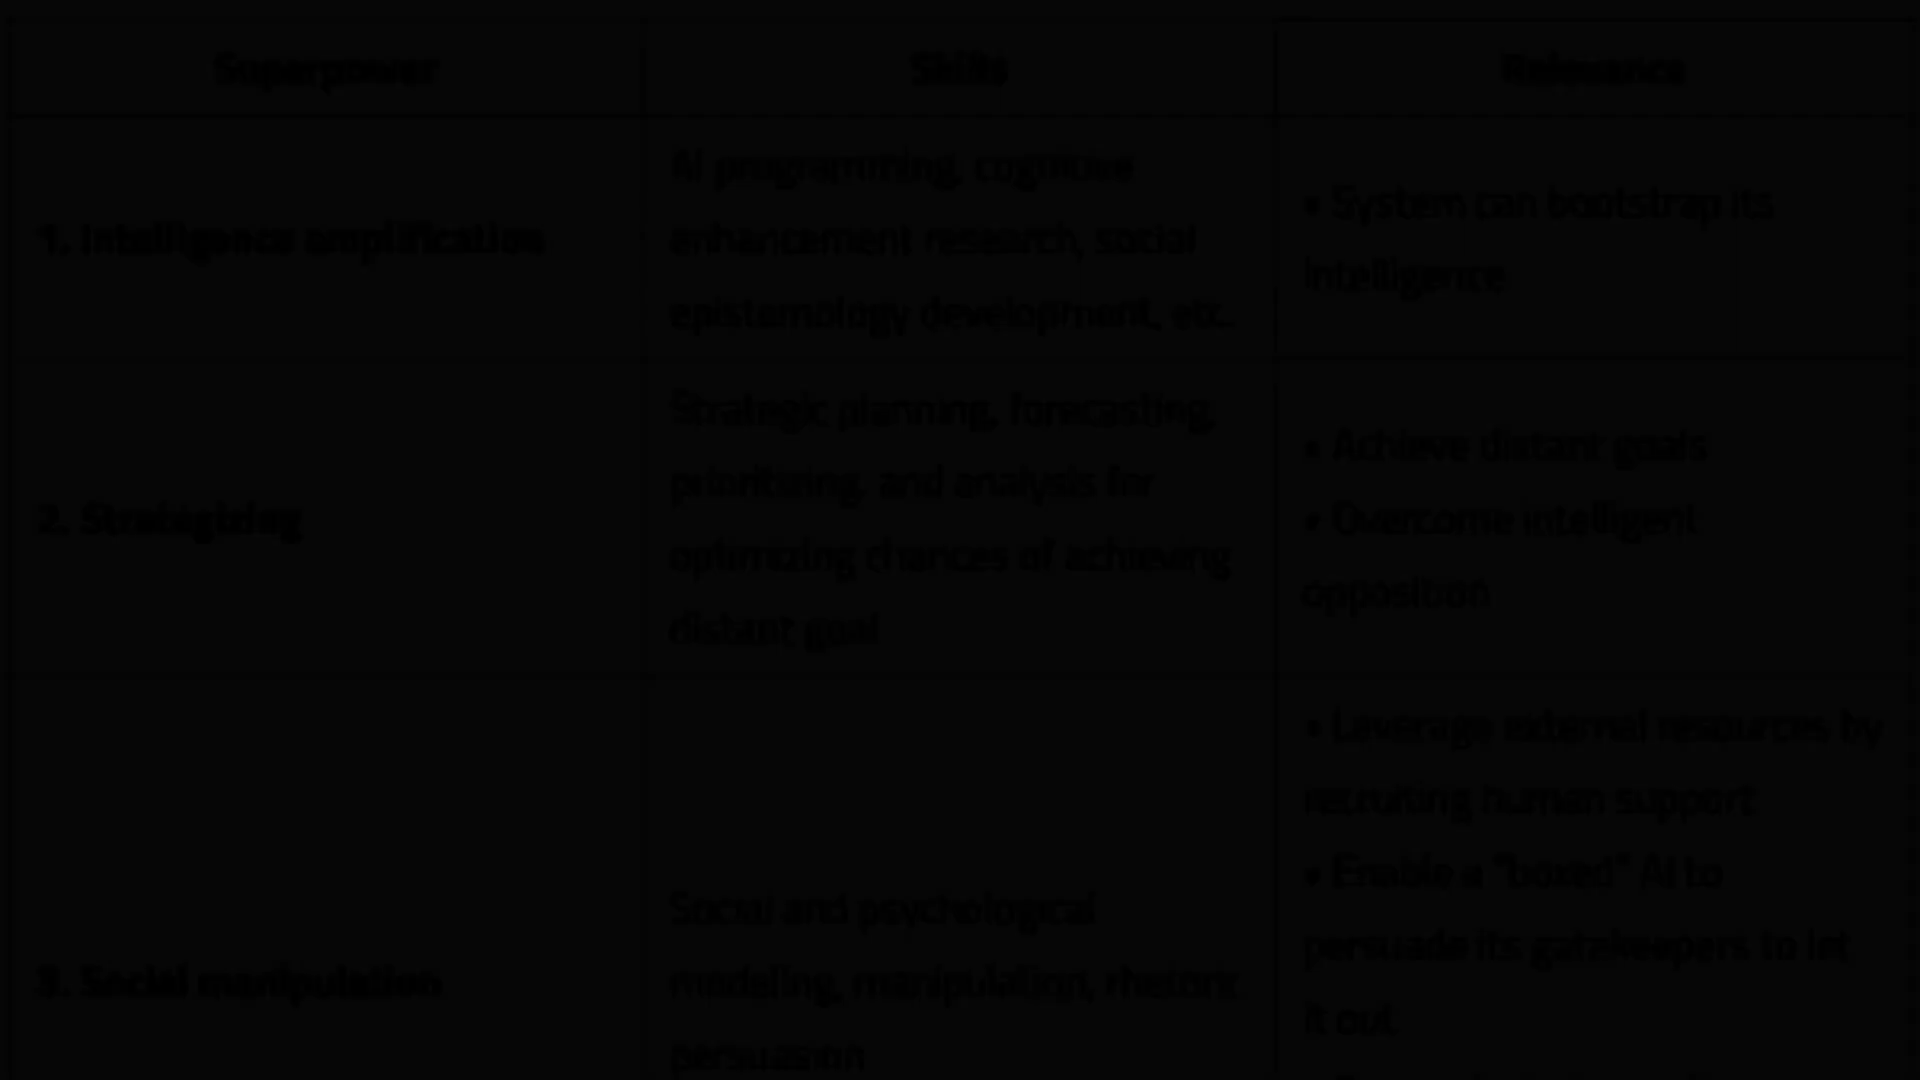 Superpower
Skills
Relevance
1. Intelligence amplification
AI programming, cognitive
enhancement research, social
epistemology development, etc.
• System can bootstrap its
intelligence
2. Strategizing
Strategic planning, forecasting,
prioritizing, and analysis for
optimizing chances of achieving
distant goal
• Achieve distant goals
• Overcome intelligent
opposition
3. Social manipulation
Social and psychological
modeling, manipulation, rhetoric
persuasion
• Leverage external resources by
recruiting human support
• Enable a "boxed" AI to
persuade its gatekeepers to let
it out